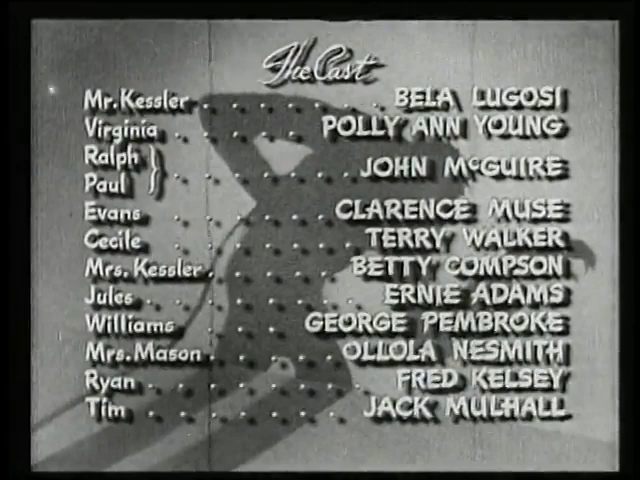 The Cast
Mr. Kessler . . . . . . . BELA LUGOSI
Virginia . . . . . POLLY ANN YOUNG
Ralph
Paul } . . . . . . . JOHN McGUIRE
Evans . . . . . . CLARENCE MUSE
Cecile . . . . . . . TERRY WALKER
Mrs. Kessler . . . . . BETTY COMPSON
Jules . . . . . . . . ERNIE ADAMS
Williams . . . . GEORGE PEMBROKE
Mrs. Mason . . . . . OLLOLA NESMITH
Ryan . . . . . . . . FRED KELSEY
Tim . . . . . . . JACK MULHALL